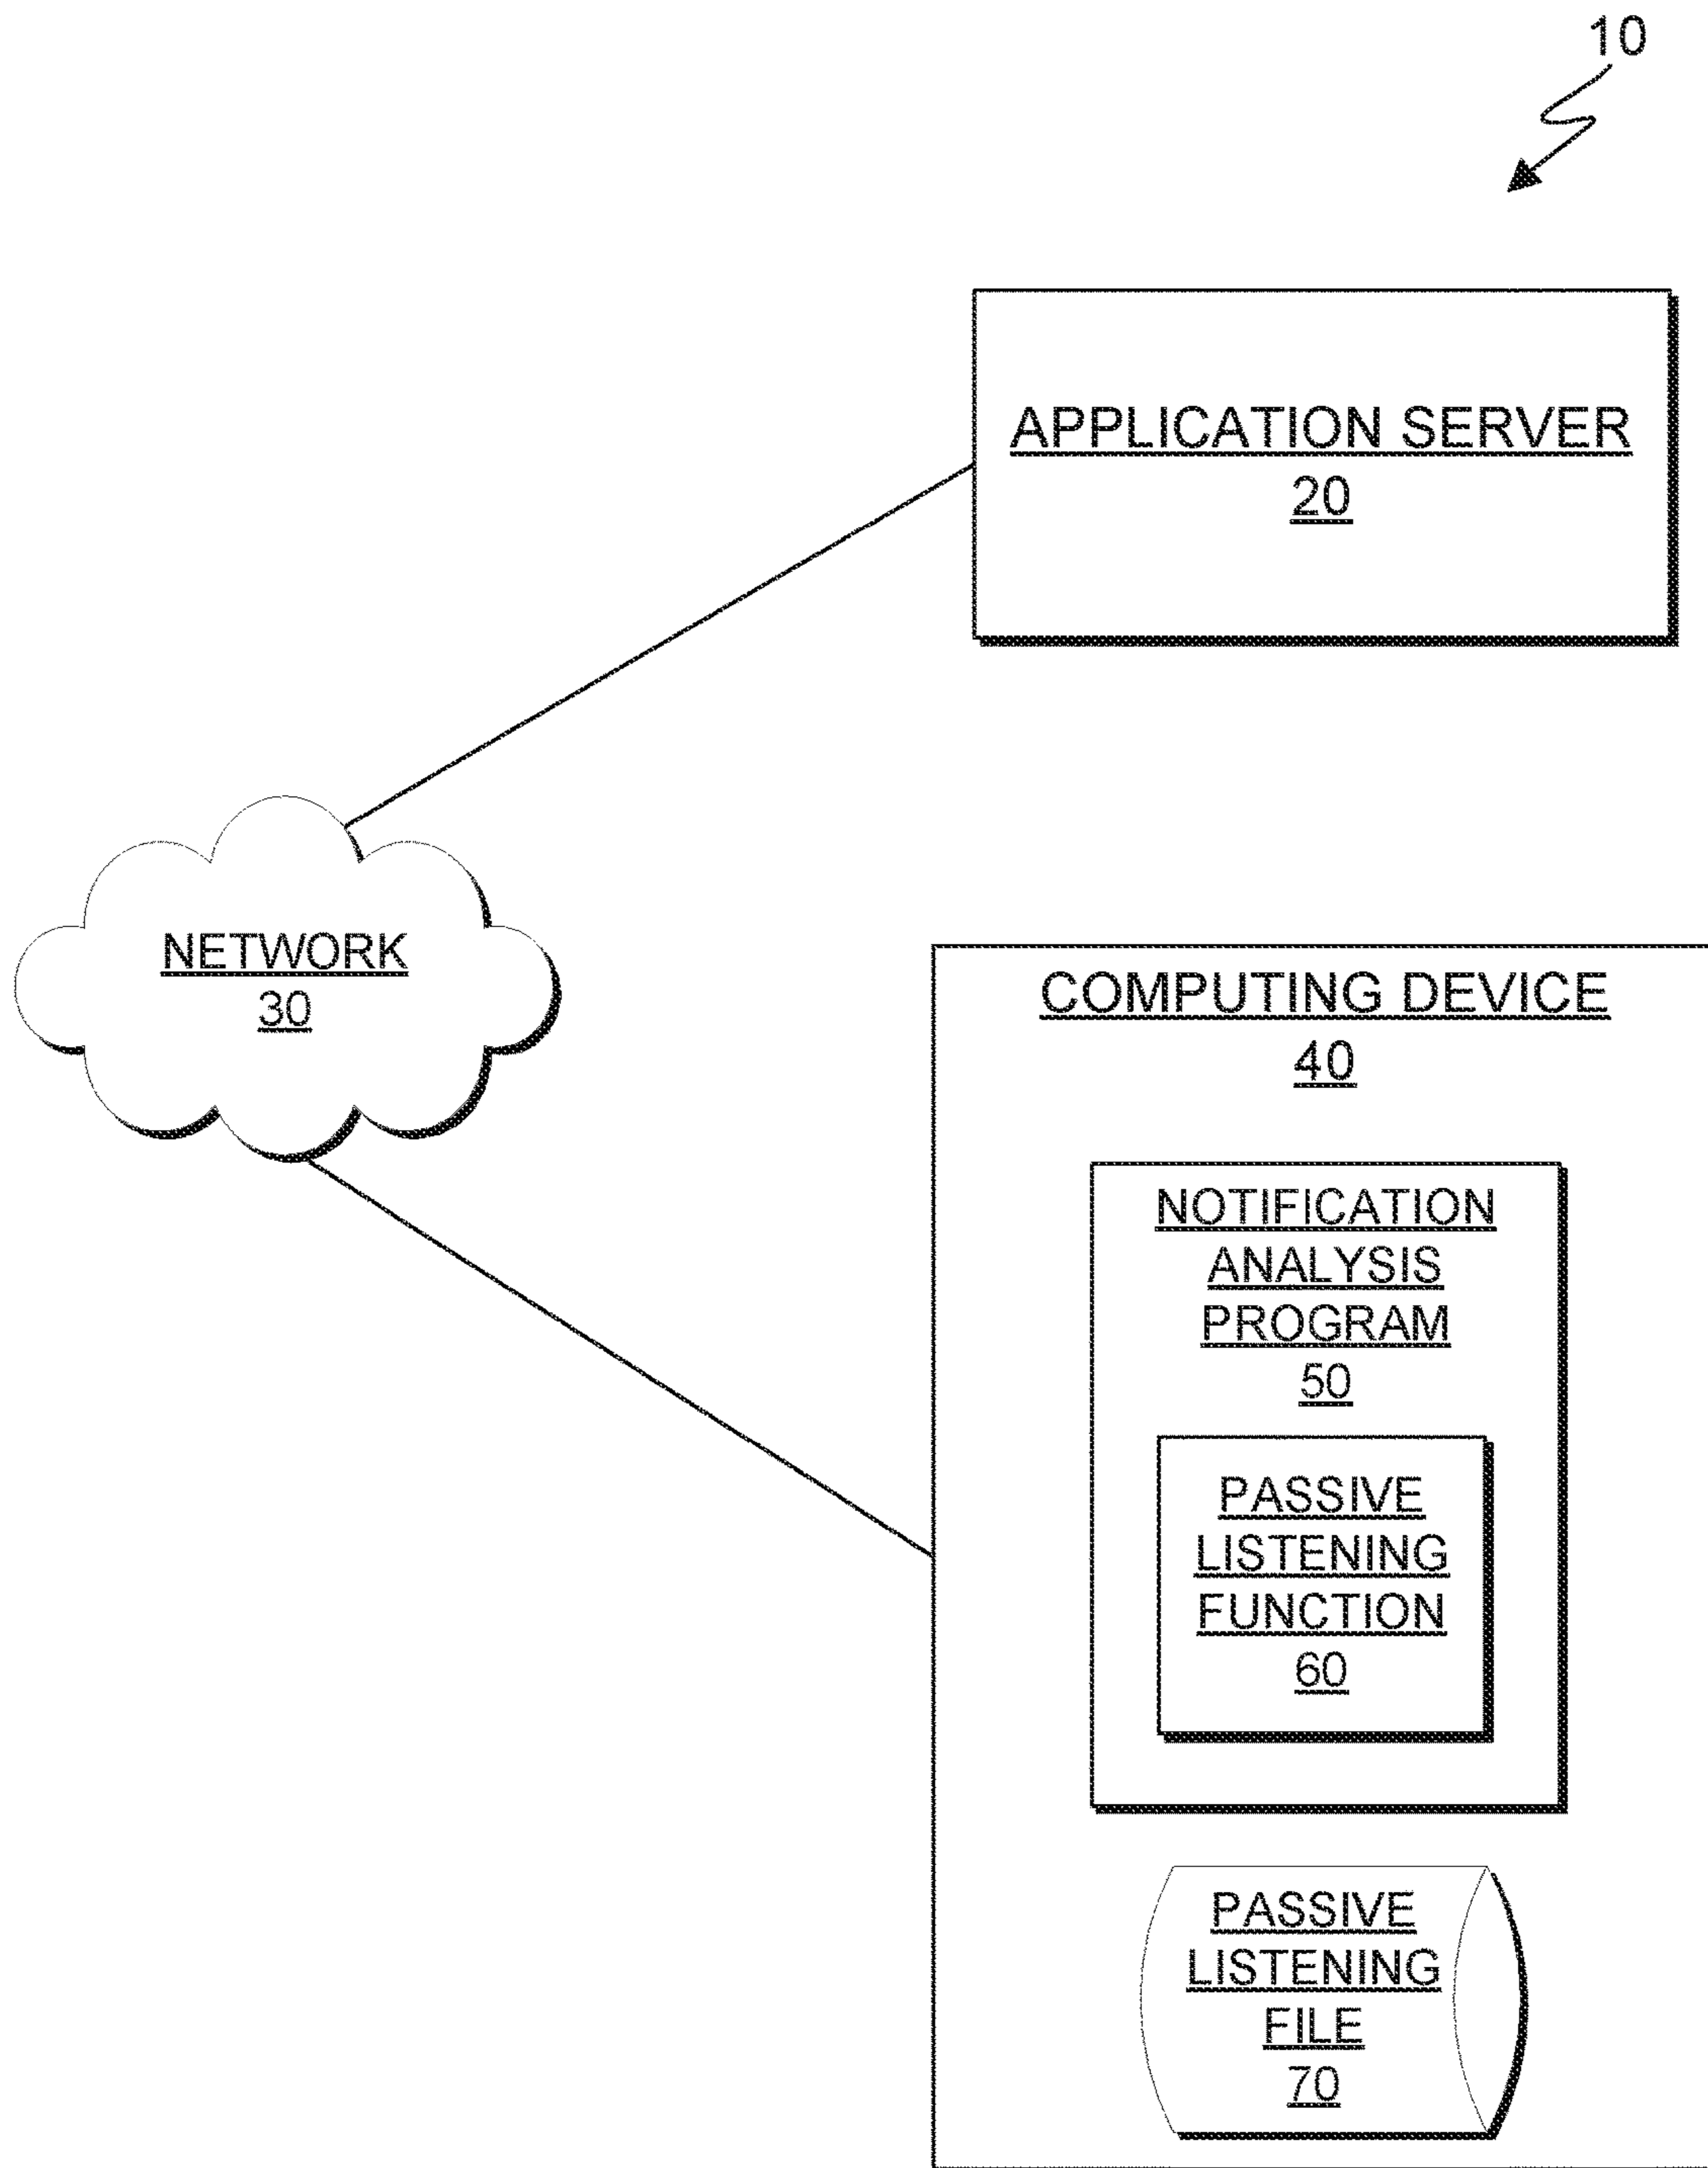 10
APPLICATION SERVER
20
NETWORK
30
COMPUTING DEVICE
40
NOTIFICATION
ANALYSIS
PROGRAM
50
PASSIVE
LISTENING
FUNCTION
60
PASSIVE
LISTENING
FILE
70